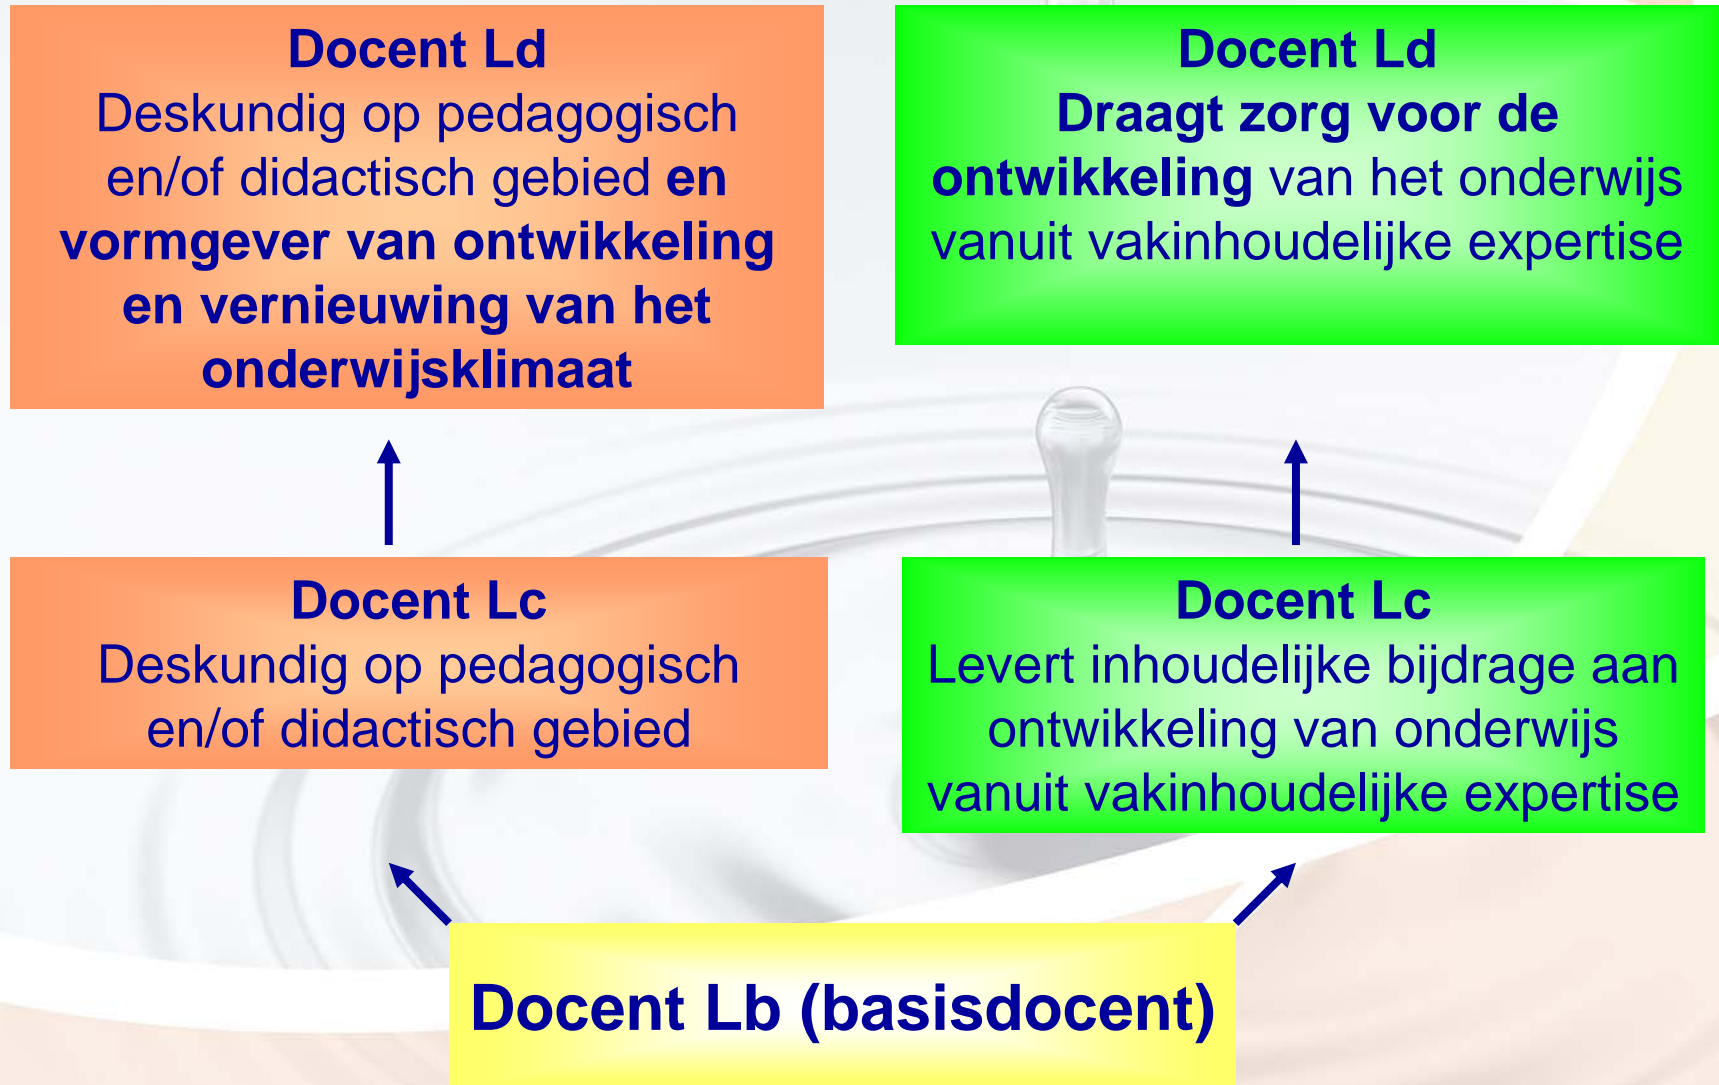 Docent Ld
Deskundig op pedagogisch
en/of didactisch gebied en
vormgever van ontwikkeling
en vernieuwing van het
onderwijsklimaat
Docent Ld
Draagt zorg voor de
ontwikkeling van het onderwijs
vanuit vakinhoudelijke expertise
Docent Lc
Deskundig op pedagogisch
en/of didactisch gebied
Docent Lc
Levert inhoudelijke bijdrage aan
ontwikkeling van onderwijs
vanuit vakinhoudelijke expertise
Docent Lb (basisdocent)